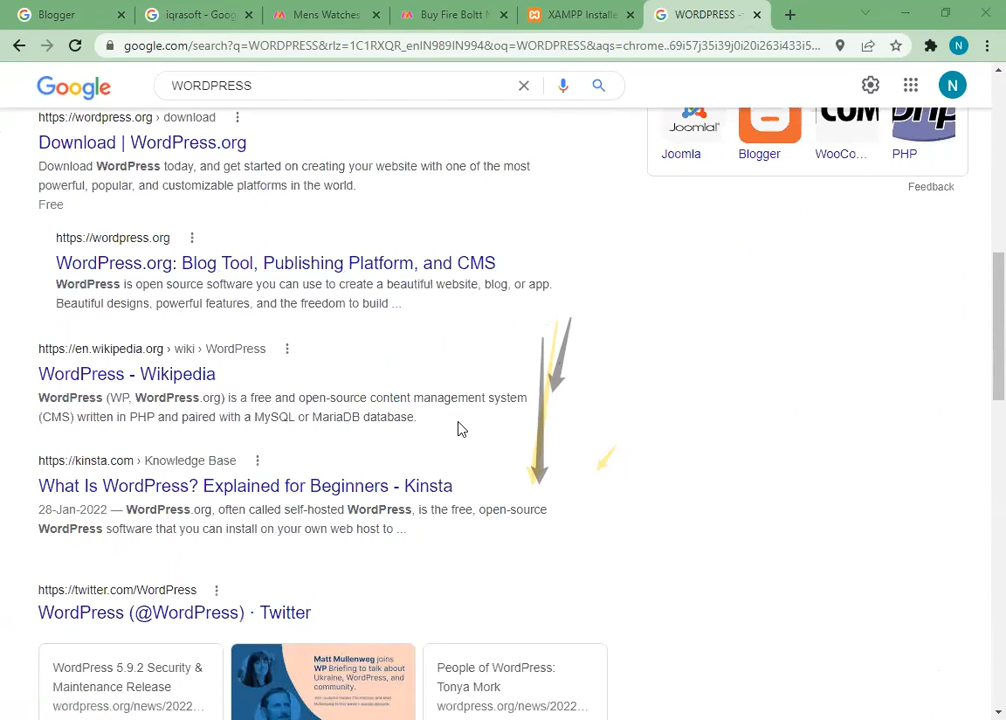 Blogger
iqrasoft - Goog
Mens Watches
Buy Fire Boltt N
XAMPP Installe
WORDPRESS -
google.com/search?q=WORDPRESS&rlz=1C1RXQR_enIN989IN994&oq=WORDPRESS&aqs=chrome..69i57j35i39j0i20i263i433i5...
N
Google
WORDPRESS
N
https://wordpress.org › download
Download | WordPress.org
Download WordPress today, and get started on creating your website with one of the most
powerful, popular, and customizable platforms in the world.
Free
https://wordpress.org
WordPress.org: Blog Tool, Publishing Platform, and CMS
WordPress is open source software you can use to create a beautiful website, blog, or app.
Beautiful designs, powerful features, and the freedom to build ...
https://en.wikipedia.org › wiki › WordPress
WordPress - Wikipedia
WordPress (WP, WordPress.org) is a free and open-source content management system
(CMS) written in PHP and paired with a MySQL or MariaDB database.
https://kinsta.com › Knowledge Base
What Is WordPress? Explained for Beginners - Kinsta
28-Jan-2022 — WordPress.org, often called self-hosted WordPress, is the free, open-source
WordPress software that you can install on your own web host to ...
https://twitter.com/WordPress
WordPress (@WordPress) · Twitter
WordPress 5.9.2 Security &
Maintenance Release
wordpress.org/news/2022...
Matt Mullenweg joins
WP Briefing to talk about
Ukraine, WordPress, and
community.
People of WordPress:
Tonya Mork
wordpress.org/news/2022...
Joomla!
COM
php
Joomla
Blogger
WooCo...
PHP
Feedback